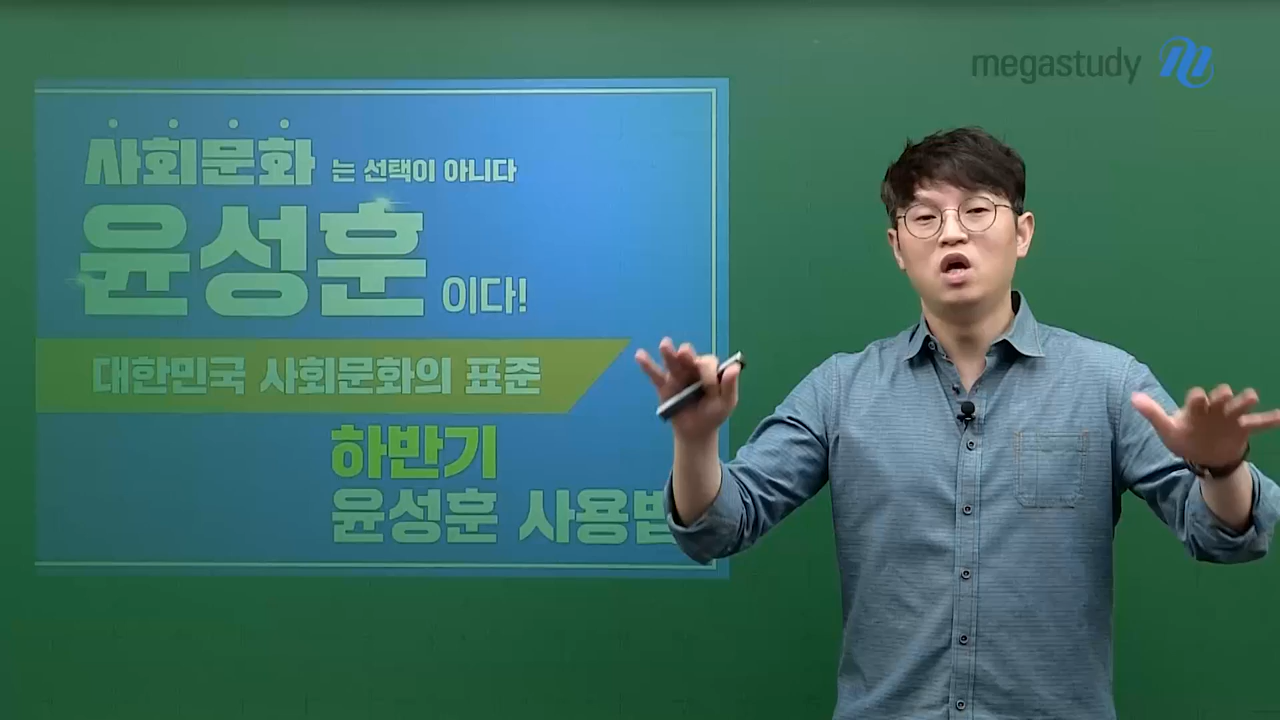 megastudy
사회문화는 선택이 아니다
윤성훈이다!
대한민국 사회문화의 표준
하반기
윤성훈 사용법